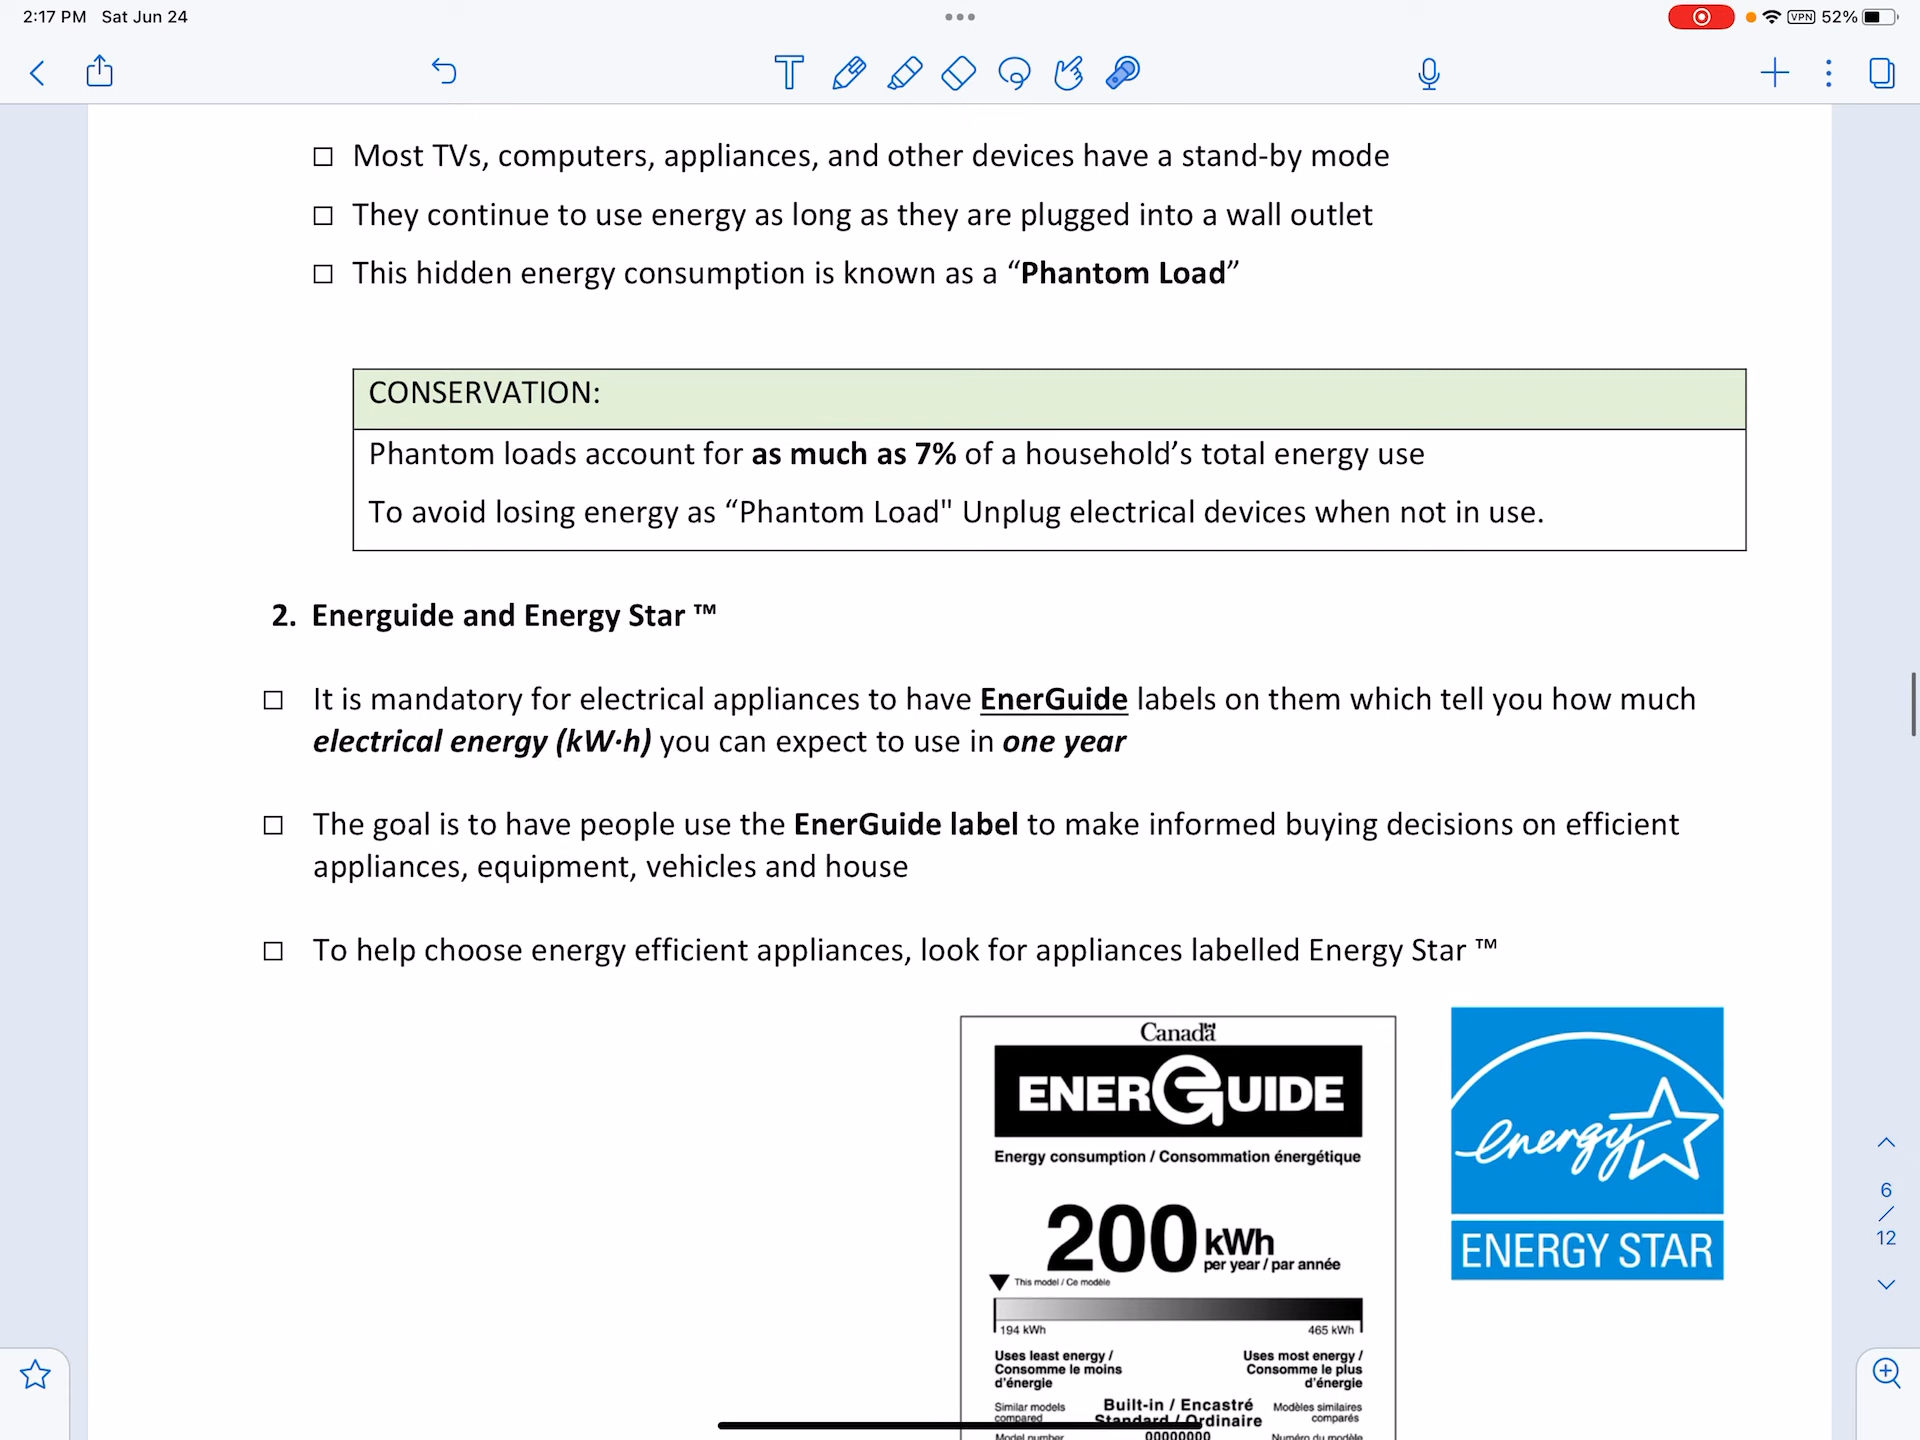 2:17 PM Sat Jun 24
VPN 52%
☐ Most TVs, computers, appliances, and other devices have a stand-by mode
☐ They continue to use energy as long as they are plugged into a wall outlet
☐ This hidden energy consumption is known as a “Phantom Load”
CONSERVATION:
Phantom loads account for as much as 7% of a household’s total energy use
To avoid losing energy as “Phantom Load" Unplug electrical devices when not in use.
2. Energuide and Energy Star ™
☐ It is mandatory for electrical appliances to have EnerGuide labels on them which tell you how much
electrical energy (kW·h) you can expect to use in one year
☐ The goal is to have people use the EnerGuide label to make informed buying decisions on efficient
appliances, equipment, vehicles and house
☐ To help choose energy efficient appliances, look for appliances labelled Energy Star ™
Canada
ENERGUIDE
Energy consumption / Consommation énergétique
200 kWh
per year / par année
This model / Ce modèle
194 kWh 465 kWh
Uses least energy / Uses most energy /
Consomme le moins Consomme le plus
d'énergie d'énergie
Similar models Built-in / Encastré Modèles similaires
compared Standard / Ordinaire comparés
Model number 00000000 Numéro du modèle
energy
ENERGY STAR
6
/
12